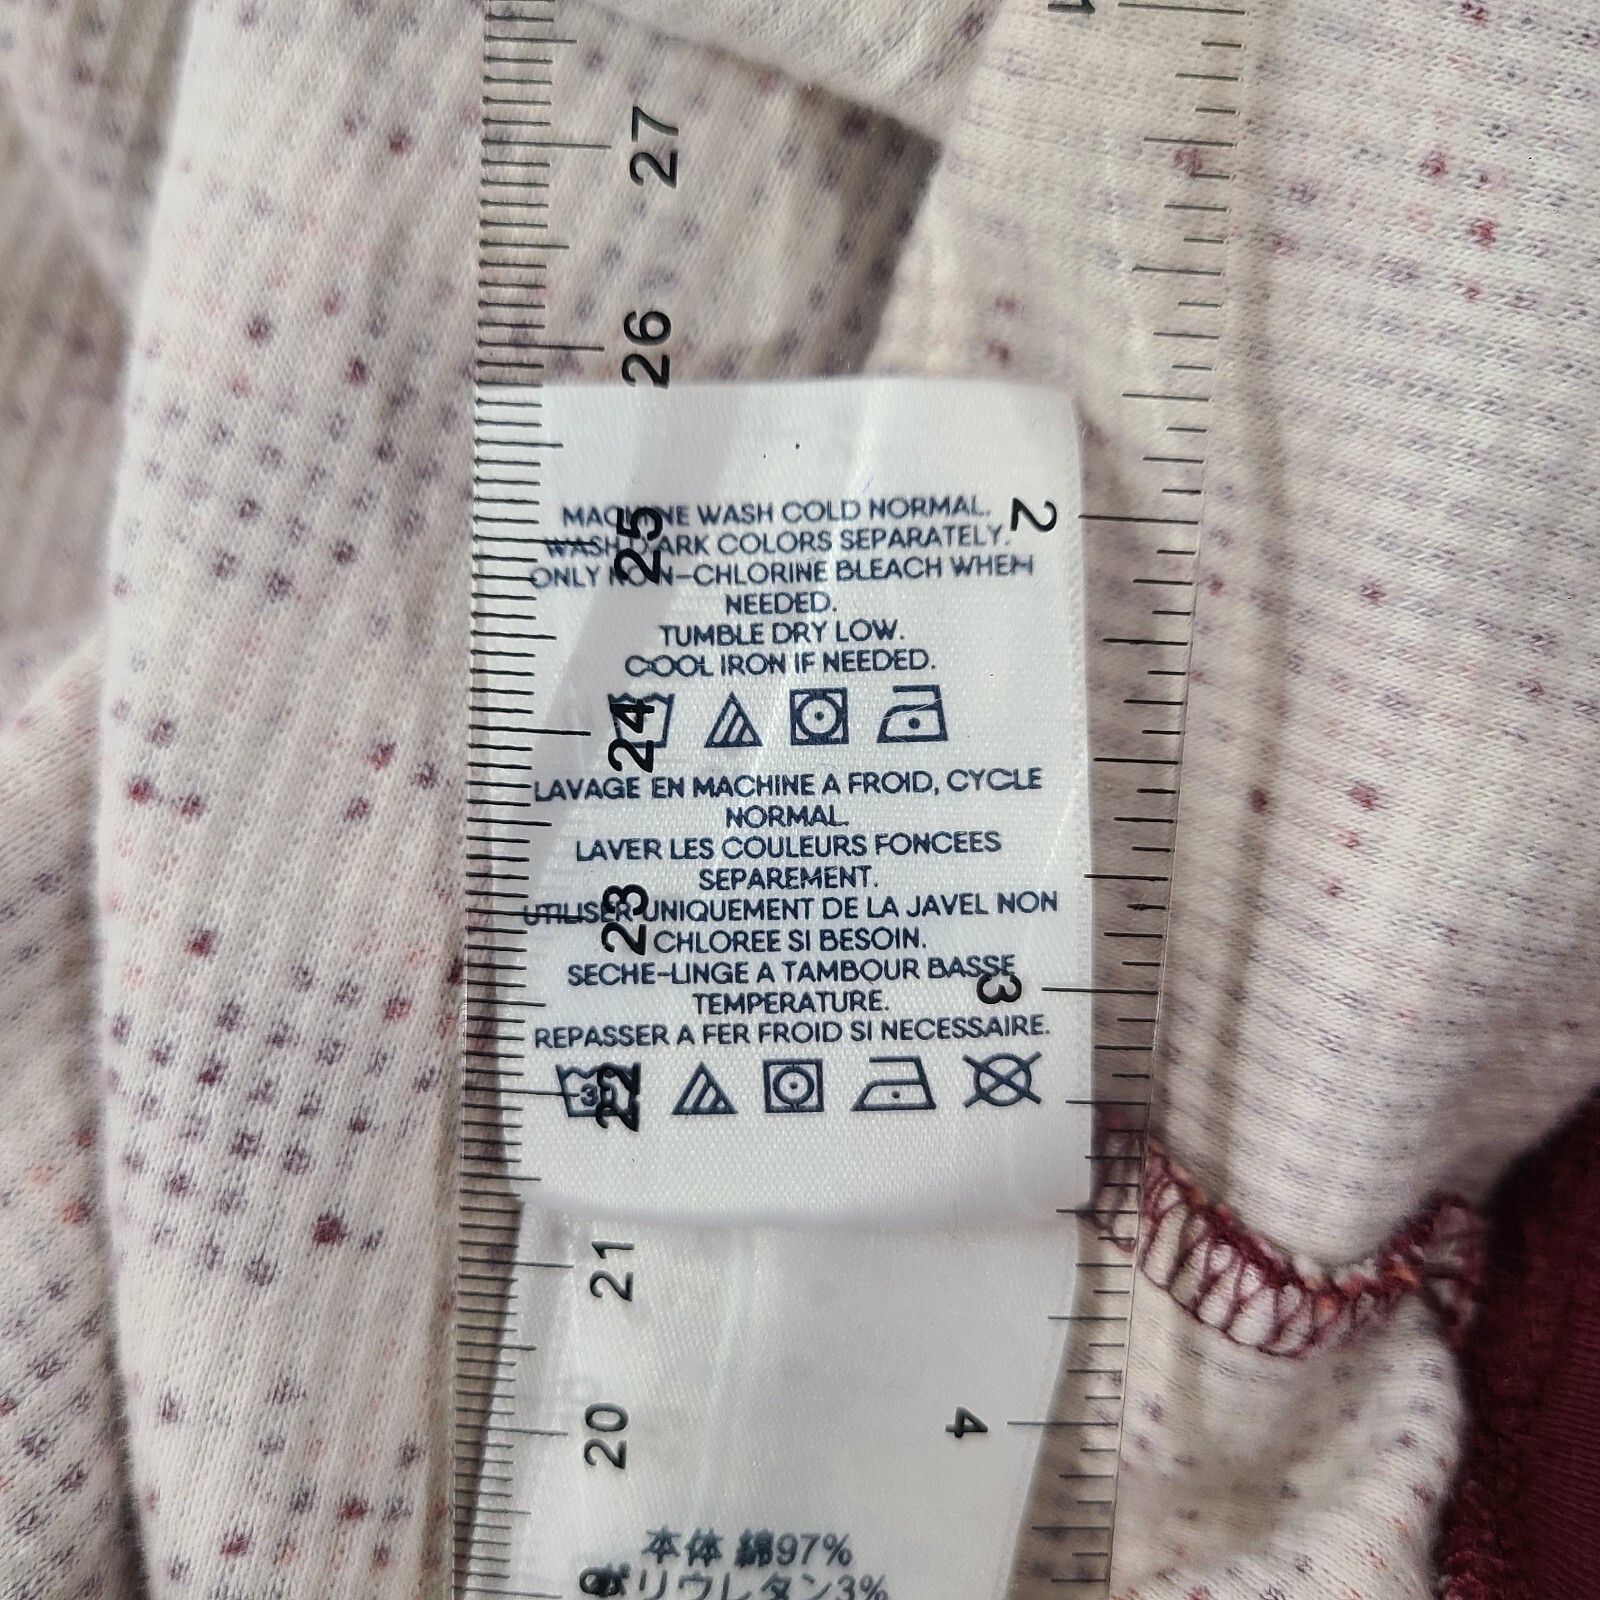 27
26
25
24
23
22
21
20
1
2
3
4
MACHINE WASH COLD NORMAL.
WASH DARK COLORS SEPARATELY.
ONLY NON-CHLORINE BLEACH WHEN
NEEDED.
TUMBLE DRY LOW.
COOL IRON IF NEEDED.
LAVAGE EN MACHINE A FROID, CYCLE
NORMAL.
LAVER LES COULEURS FONCEES
SEPAREMENT.
UTILISER UNIQUEMENT DE LA JAVEL NON
CHLOREE SI BESOIN.
SECHE-LINGE A TAMBOUR BASSE
TEMPERATURE.
REPASSER A FER FROID SI NECESSAIRE.
30
本体 綿97%
ポリウレタン3%